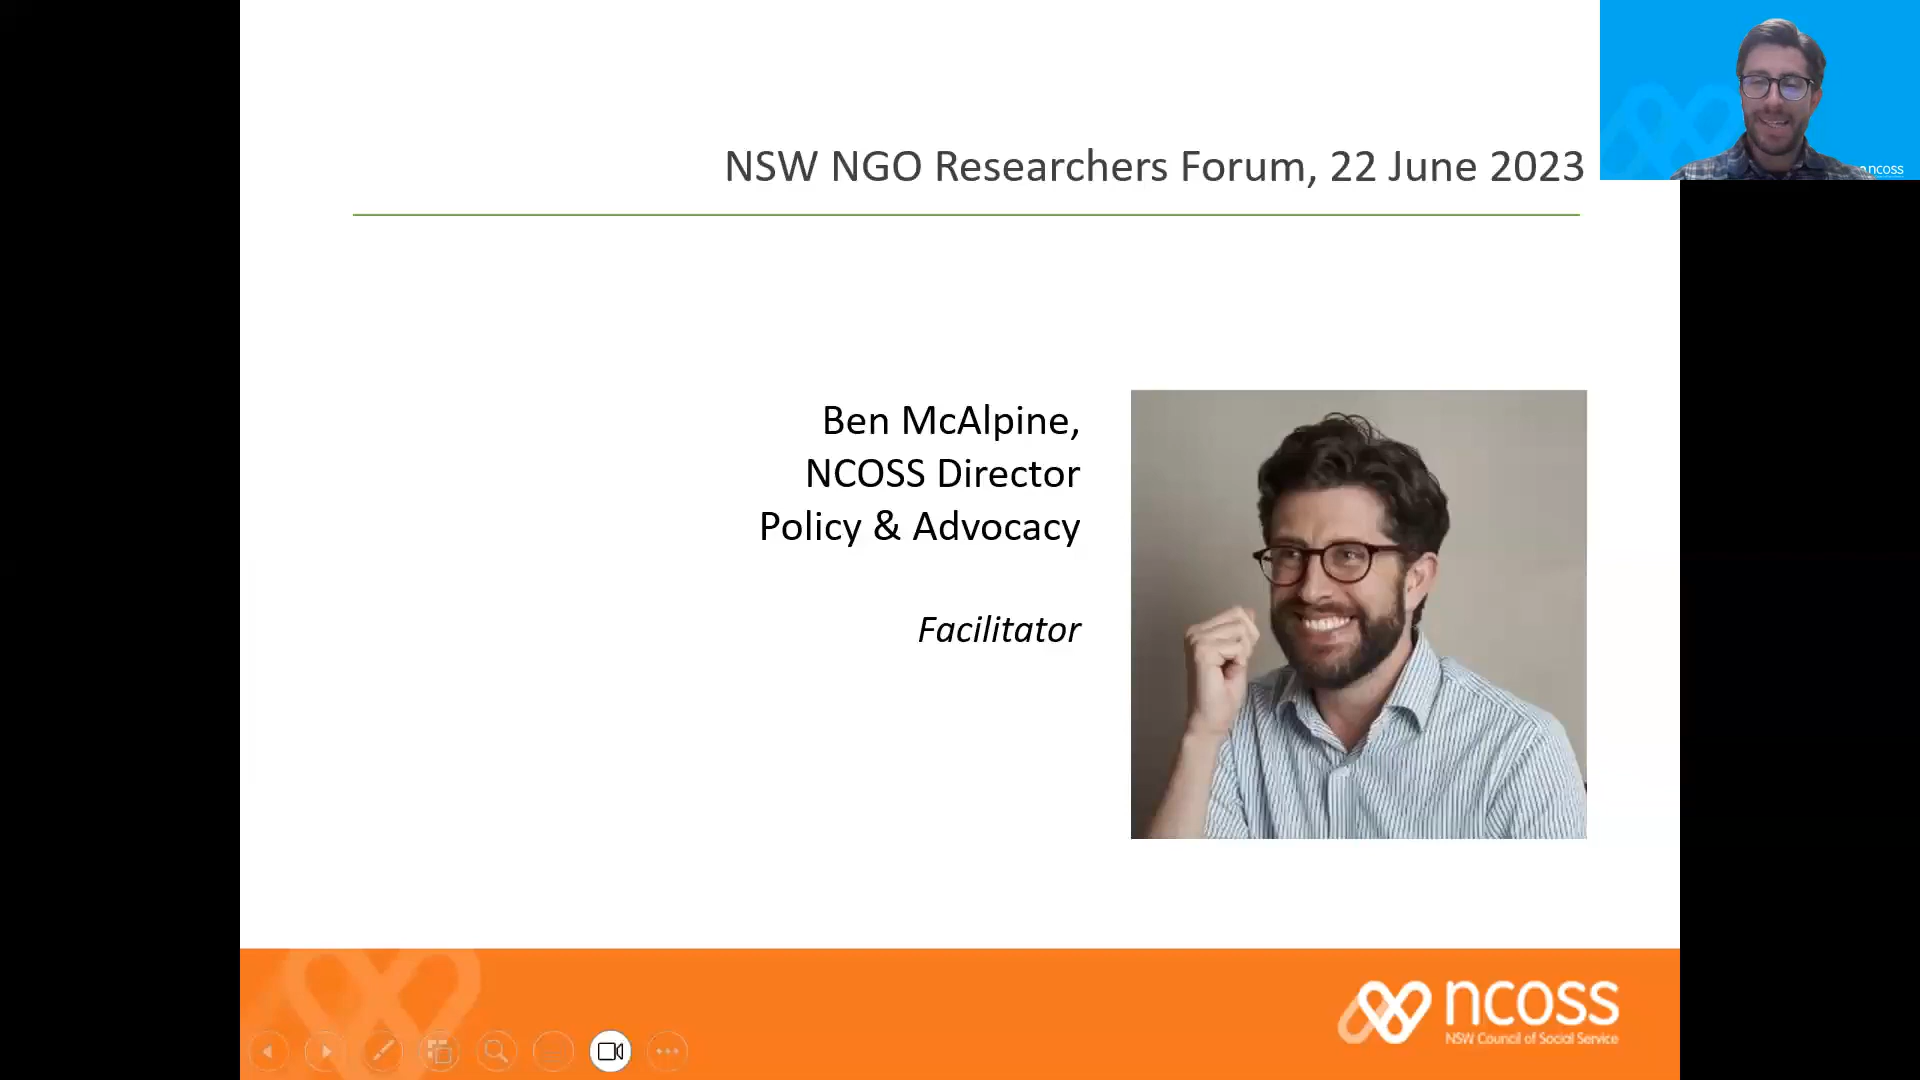 NSW NGO Researchers Forum, 22 June 2023
ncoss
Ben McAlpine,
NCOSS Director
Policy & Advocacy
Facilitator
ncoss
NSW Council of Social Service